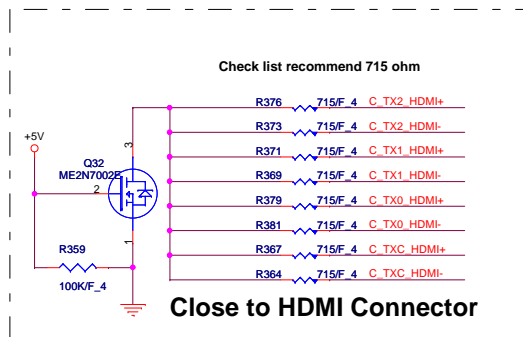 Check list recommend 715 ohm
R376 715/F_4 C_TX2_HDMI+
R373 715/F_4 C_TX2_HDMI-
+5V
3
R371 715/F_4 C_TX1_HDMI+
Q32
ME2N7002E
R369 715/F_4 C_TX1_HDMI-
2
R379 715/F_4 C_TX0_HDMI+
R381 715/F_4 C_TX0_HDMI-
1
R359
R367 715/F_4 C_TXC_HDMI+
R364 715/F_4 C_TXC_HDMI-
100K/F_4
Close to HDMI Connector